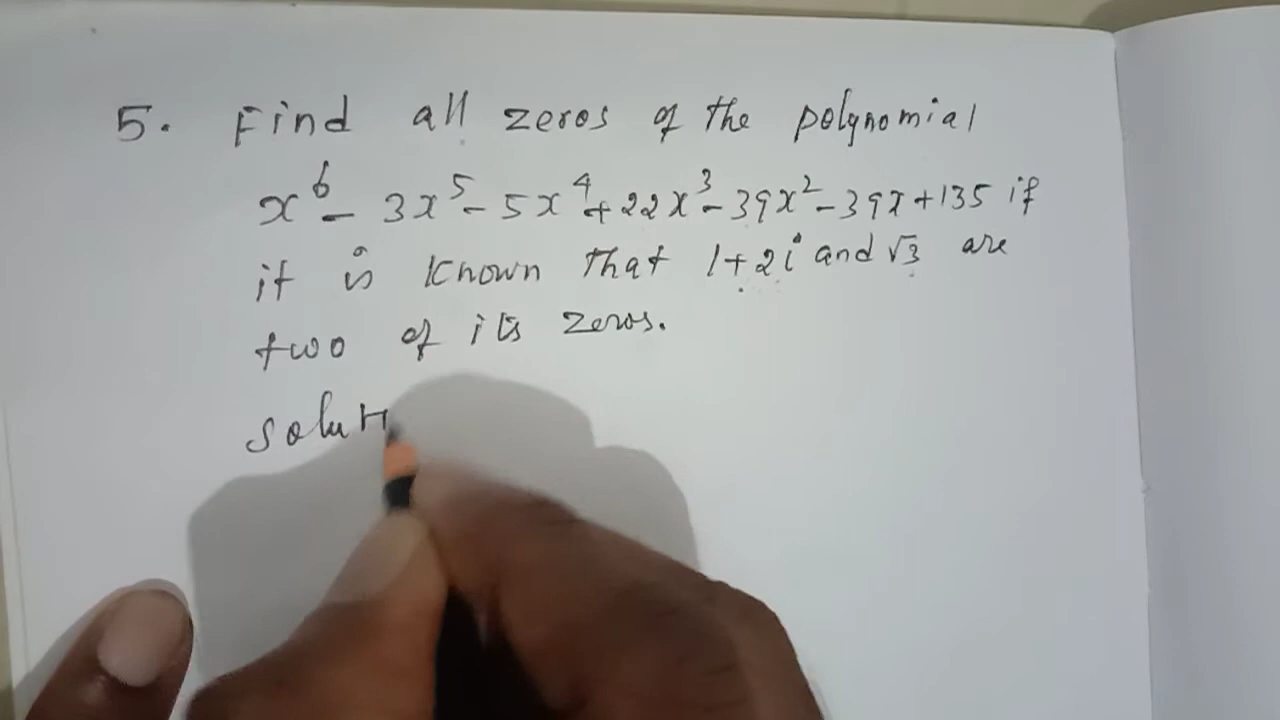 5. Find all zeros of the polynomial
x⁶ - 3x⁵ - 5x⁴ + 22x³ - 39x² - 39x + 135 if
it is known that 1+2i and √3 are
two of its zeros.
solut